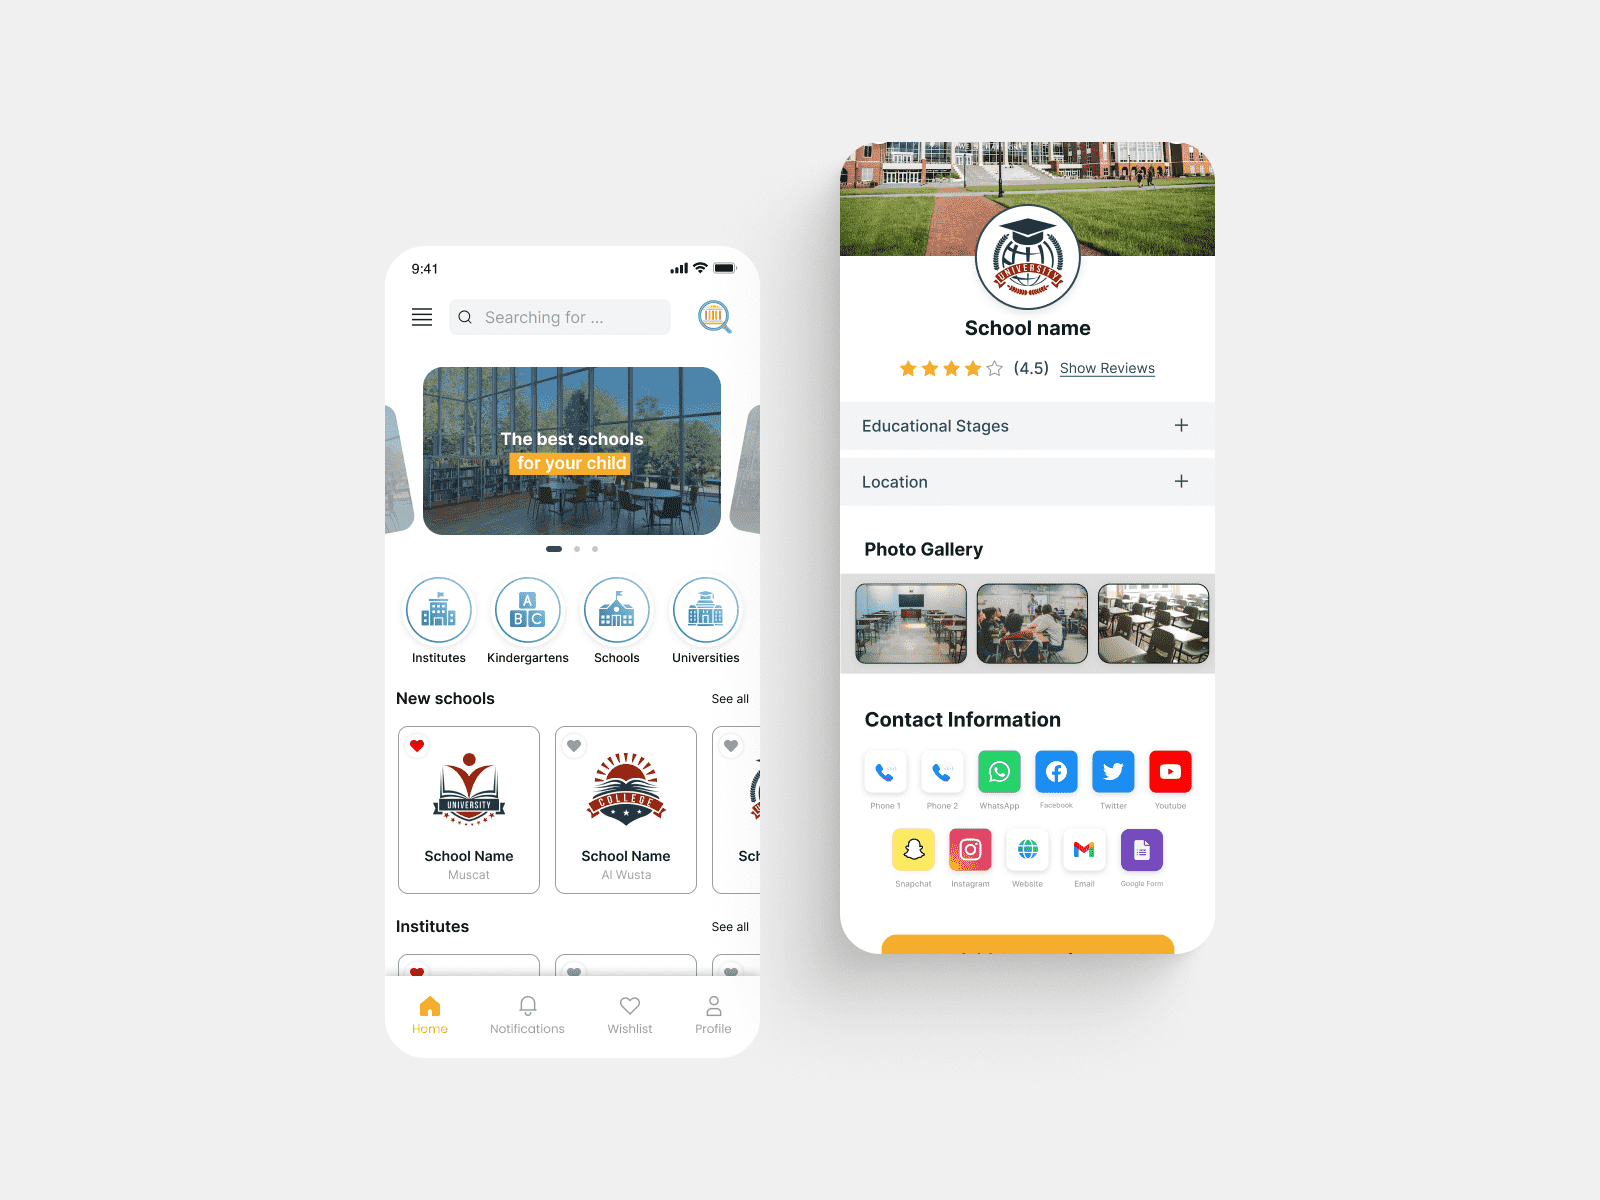 9:41
Searching for ...
The best schools
for your child
Institutes
Kindergartens
Schools
Universities
New schools
See all
UNIVERSITY
COLLEGE
School Name
Muscat
School Name
Al Wusta
Sch
Institutes
See all
Home
Notifications
Wishlist
Profile
UNIVERSITY
School name
(4.5)
Show Reviews
Educational Stages
Location
Photo Gallery
Contact Information
Phone 1
Phone 2
WhatsApp
Facebook
Twitter
Youtube
Snapchat
Instagram
Website
Email
Google Form